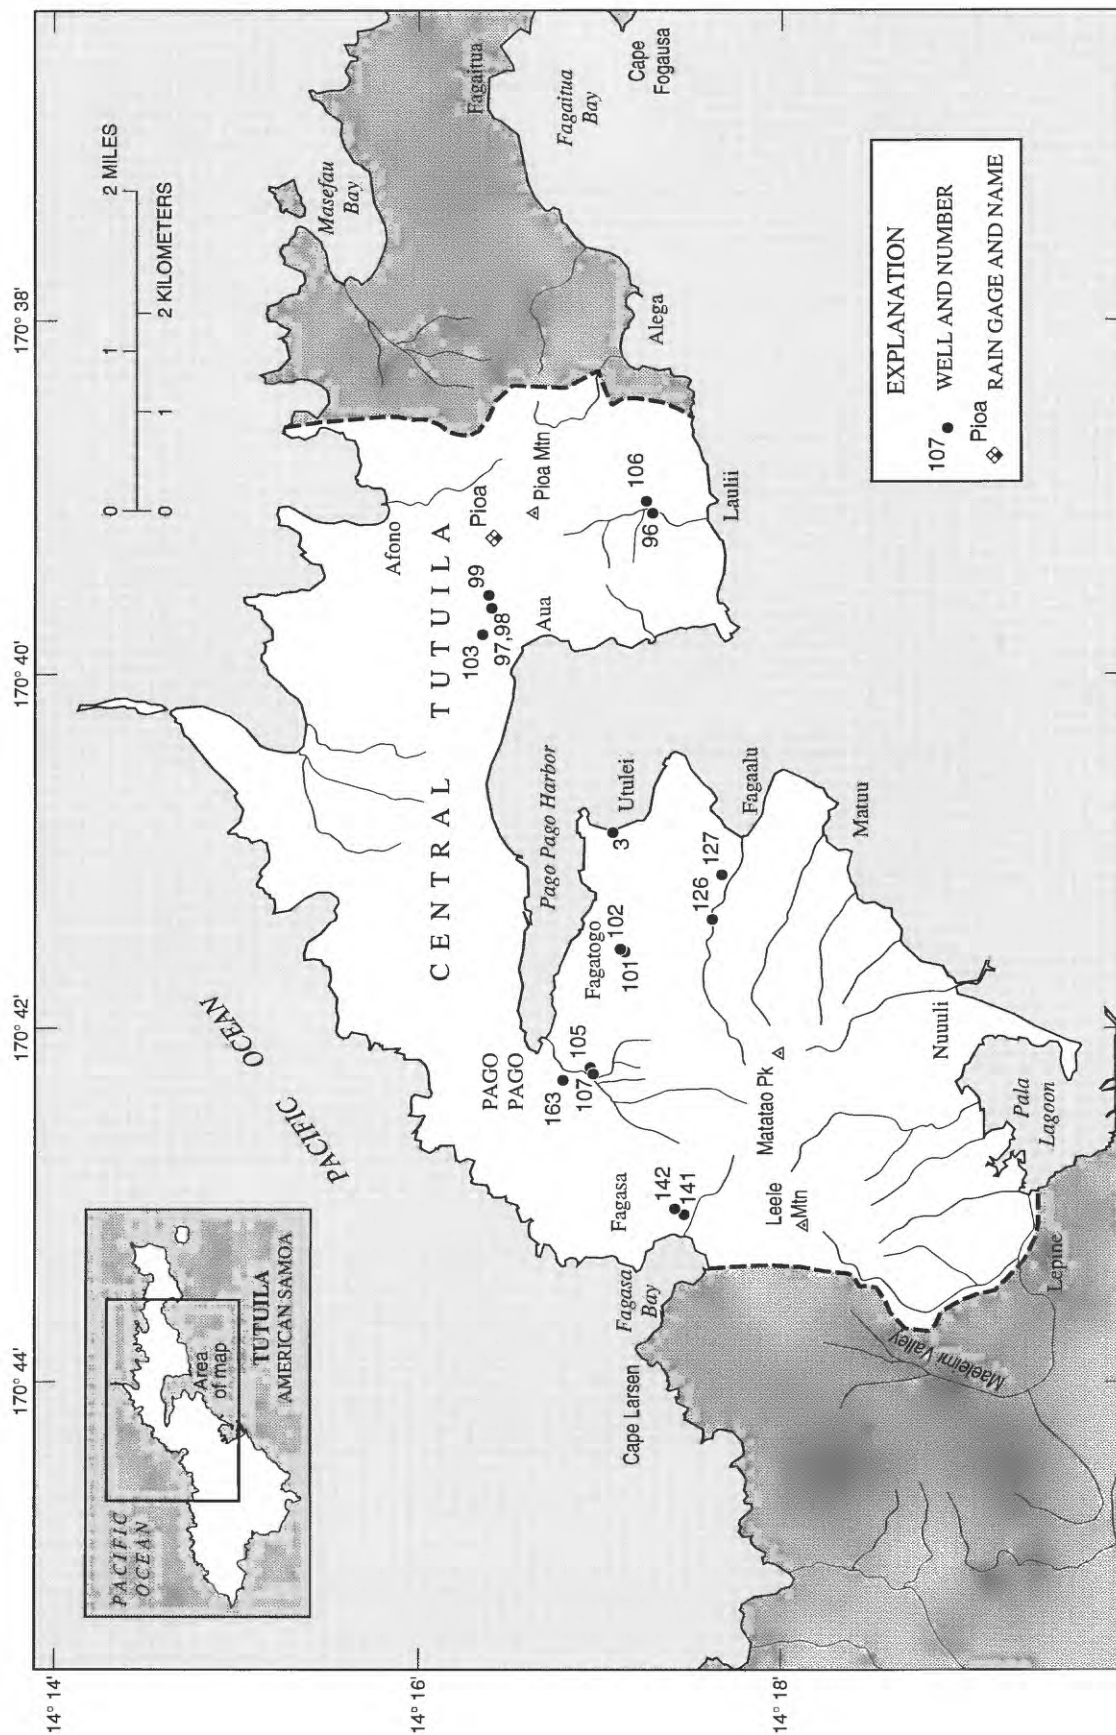 170° 44'
170° 42'
170° 40'
170° 38'
14° 14'
14° 16'
14° 18'
PACIFIC
OCEAN
Area
of map
TUTUILA
AMERICAN SAMOA
PACIFIC
OCEAN
0
1
2 MILES
0
1
2 KILOMETERS
Masefau
Bay
Afono
CENTRAL TUTUILA
Pioa
Pioa Mtn
103
97,98
99
Aua
Fagaitua
Fagaitua
Bay
Cape
Fogausa
Alega
96
106
Laulii
Pago Pago Harbor
PAGO
PAGO
163
107
105
Fagatogo
101
102
3
Utulei
126
127
Fagaalu
Matuu
Fagasa
142
141
Fagasa
Bay
Cape Larsen
Leele
Mtn
Matatao Pk
Nuuuli
Pala
Lagoon
Lepine
Maeleimi Valley
EXPLANATION
107 WELL AND NUMBER
Pioa
RAIN GAGE AND NAME